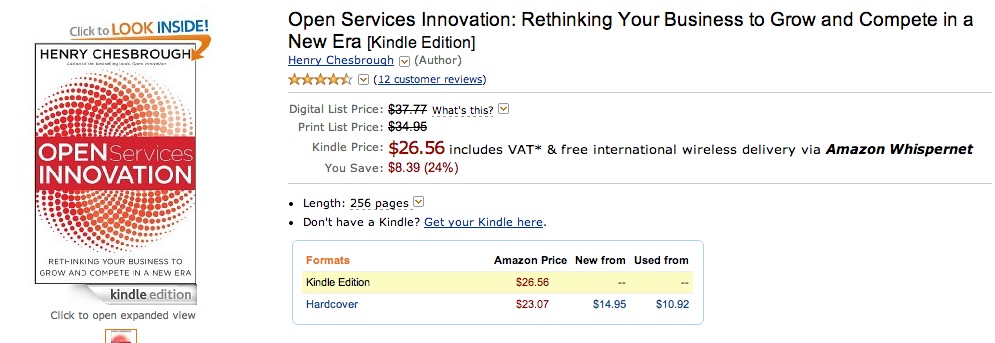 Click to LOOK INSIDE!
HENRY CHESBROUGH
OPEN Services
INNOVATION
RETHINKING YOUR BUSINESS TO
GROW AND COMPETE IN A NEW ERA
kindle edition
Click to open expanded view
Open Services Innovation: Rethinking Your Business to Grow and Compete in a
New Era [Kindle Edition]
Henry Chesbrough (Author)
(12 customer reviews)
Digital List Price: $37.77 What's this?
Print List Price: $34.95
Kindle Price: $26.56 includes VAT* & free international wireless delivery via Amazon Whispernet
You Save: $8.39 (24%)
• Length: 256 pages
• Don't have a Kindle? Get your Kindle here.
Formats Amazon Price New from Used from
Kindle Edition $26.56 -- --
Hardcover $23.07 $14.95 $10.92